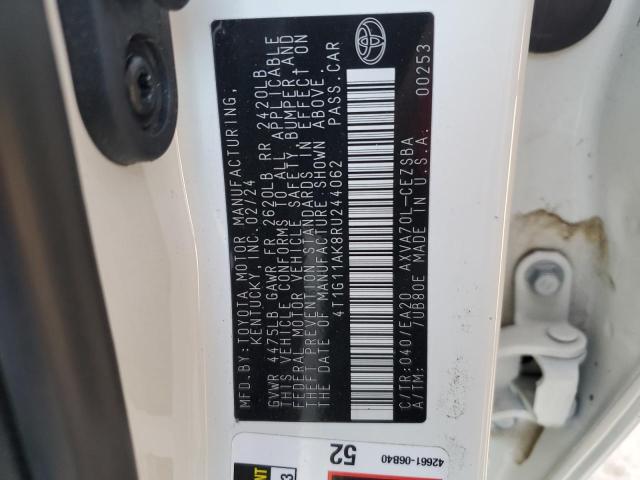 MFD.BY: TOYOTA MOTOR MANUFACTURING,
KENTUCKY, INC. 02/24
GVWR 4475LB GAWR FR 2620LB RR 2420LB
THIS VEHICLE CONFORMS TO ALL APPLICABLE
FEDERAL MOTOR VEHICLE SAFETY, BUMPER, AND
THEFT PREVENTION STANDARDS IN EFFECT ON
THE DATE OF MANUFACTURE SHOWN ABOVE.
4T1G11AK8RU244062 PASS.CAR
C/TR:040/EA20 AXVA70L-CEZSBA
A/TM: 7UB80E MADE IN U.S.A. 00253
52
42661-06B40